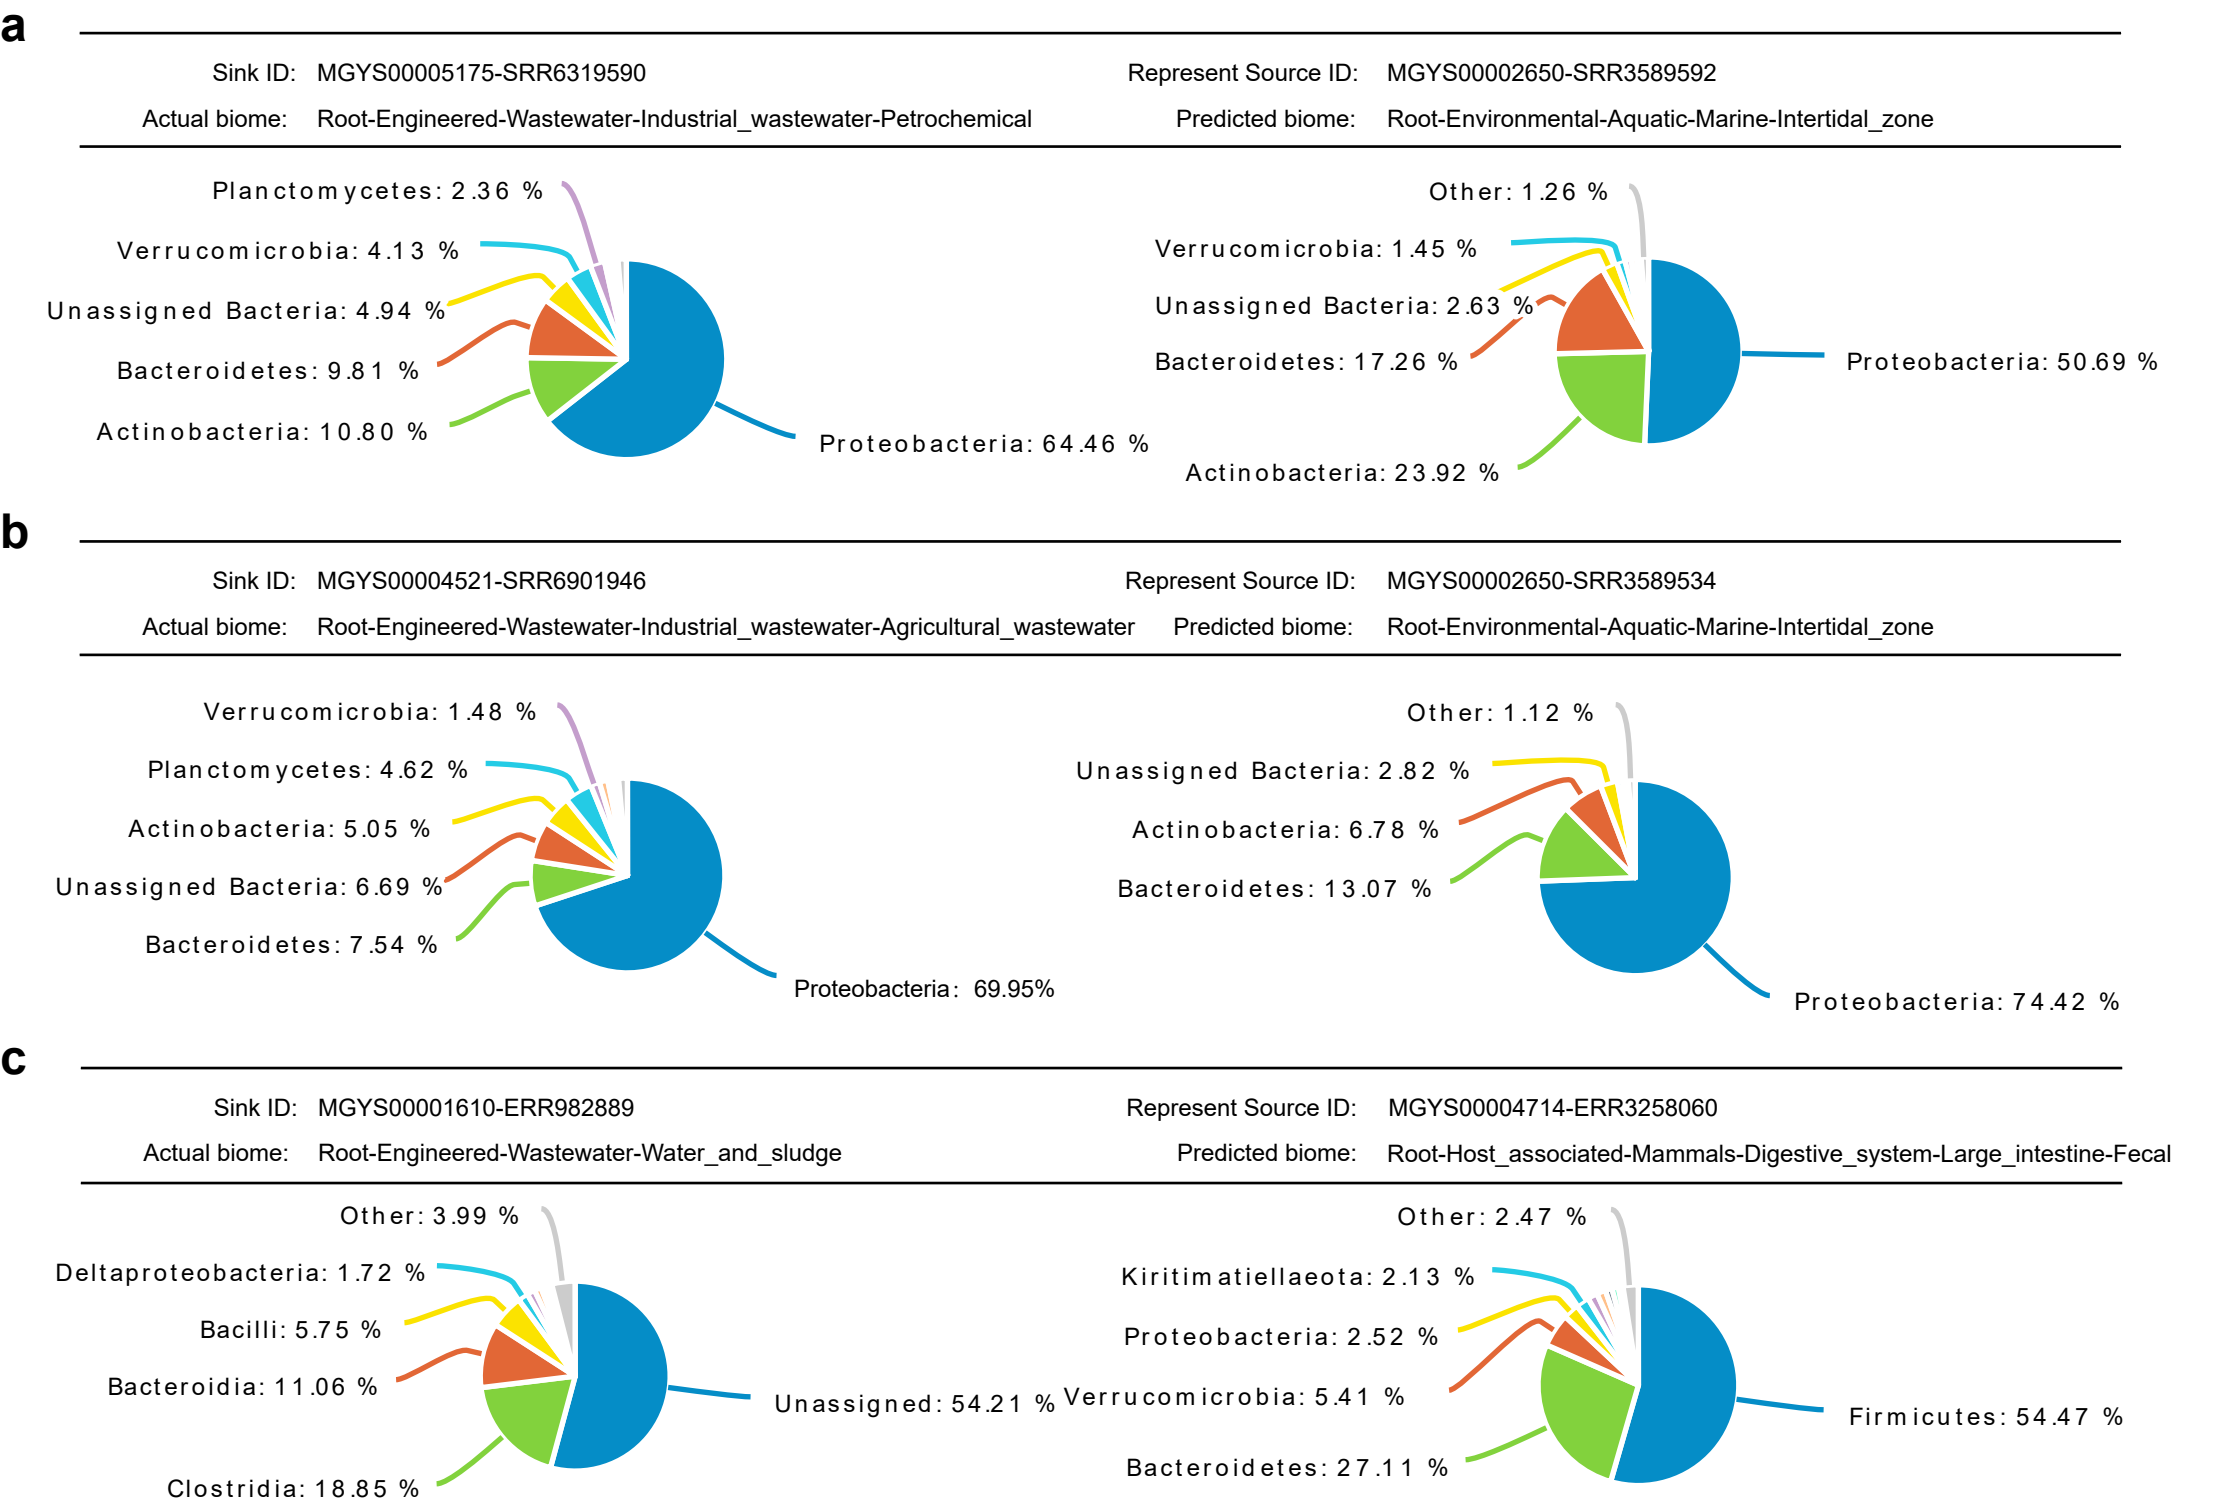 a
Sink ID: MGYS00005175-SRR6319590
Represent Source ID: MGYS00002650-SRR3589592
Actual biome: Root-Engineered-Wastewater-Industrial_wastewater-Petrochemical
Predicted biome: Root-Environmental-Aquatic-Marine-Intertidal_zone
Planctomycetes: 2.36 %
Verrucomicrobia: 4.13 %
Unassigned Bacteria: 4.94 %
Bacteroidetes: 9.81 %
Actinobacteria: 10.80 %
Proteobacteria: 64.46 %
Other: 1.26 %
Verrucomicrobia: 1.45 %
Unassigned Bacteria: 2.63 %
Bacteroidetes: 17.26 %
Proteobacteria: 50.69 %
Actinobacteria: 23.92 %
b
Sink ID: MGYS00004521-SRR6901946
Represent Source ID: MGYS00002650-SRR3589534
Actual biome: Root-Engineered-Wastewater-Industrial_wastewater-Agricultural_wastewater
Predicted biome: Root-Environmental-Aquatic-Marine-Intertidal_zone
Verrucomicrobia: 1.48 %
Planctomycetes: 4.62 %
Actinobacteria: 5.05 %
Unassigned Bacteria: 6.69 %
Bacteroidetes: 7.54 %
Proteobacteria: 69.95%
Other: 1.12 %
Unassigned Bacteria: 2.82 %
Actinobacteria: 6.78 %
Bacteroidetes: 13.07 %
Proteobacteria: 74.42 %
c
Sink ID: MGYS00001610-ERR982889
Represent Source ID: MGYS00004714-ERR3258060
Actual biome: Root-Engineered-Wastewater-Water_and_sludge
Predicted biome: Root-Host_associated-Mammals-Digestive_system-Large_intestine-Fecal
Other: 3.99 %
Deltaproteobacteria: 1.72 %
Bacilli: 5.75 %
Bacteroidia: 11.06 %
Unassigned: 54.21 %
Clostridia: 18.85 %
Other: 2.47 %
Kiritimatiellaeota: 2.13 %
Proteobacteria: 2.52 %
Verrucomicrobia: 5.41 %
Firmicutes: 54.47 %
Bacteroidetes: 27.11 %